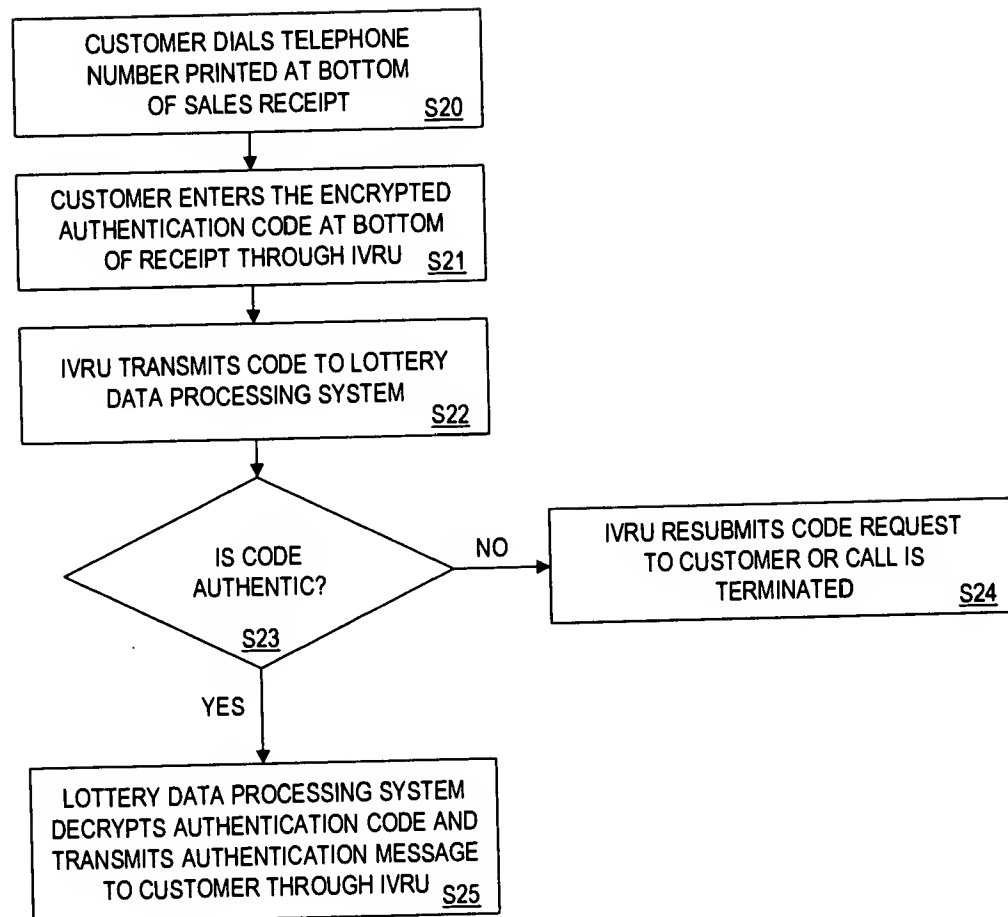 CUSTOMER DIALS TELEPHONE
NUMBER PRINTED AT BOTTOM
OF SALES RECEIPT
S20
CUSTOMER ENTERS THE ENCRYPTED
AUTHENTICATION CODE AT BOTTOM
OF RECEIPT THROUGH IVRU
S21
IVRU TRANSMITS CODE TO LOTTERY
DATA PROCESSING SYSTEM
S22
IS CODE
AUTHENTIC?
S23
NO
IVRU RESUBMITS CODE REQUEST
TO CUSTOMER OR CALL IS
TERMINATED
S24
YES
LOTTERY DATA PROCESSING SYSTEM
DECRYPTS AUTHENTICATION CODE AND
TRANSMITS AUTHENTICATION MESSAGE
TO CUSTOMER THROUGH IVRU
S25